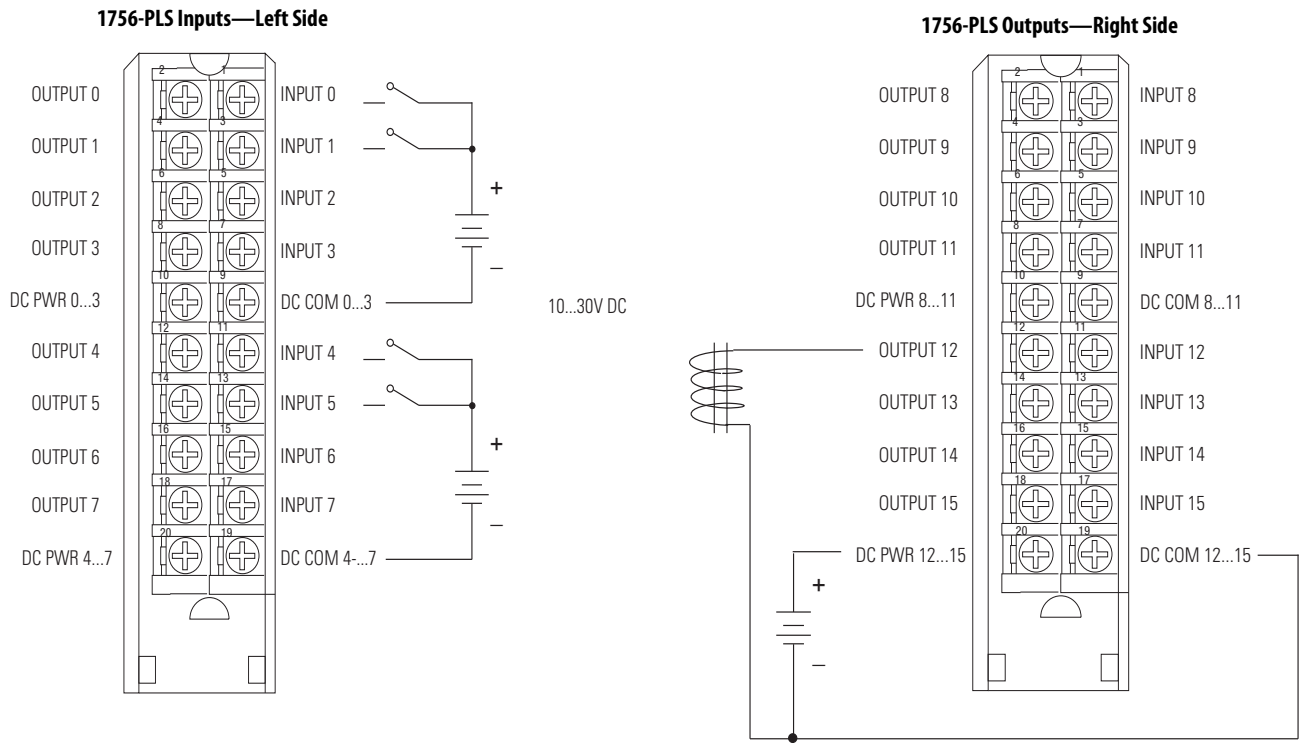 1756-PLS Inputs—Left Side
OUTPUT 0 2 1 INPUT 0
OUTPUT 1 4 3 INPUT 1
OUTPUT 2 6 5 INPUT 2
+
OUTPUT 3 8 7 INPUT 3
–
DC PWR 0...3 10 9 DC COM 0...3
OUTPUT 4 12 11 INPUT 4
OUTPUT 5 14 13 INPUT 5
OUTPUT 6 16 15 INPUT 6
+
OUTPUT 7 18 17 INPUT 7
–
DC PWR 4...7 20 19 DC COM 4-...7
10...30V DC
1756-PLS Outputs—Right Side
OUTPUT 8 2 1 INPUT 8
OUTPUT 9 4 3 INPUT 9
OUTPUT 10 6 5 INPUT 10
OUTPUT 11 8 7 INPUT 11
DC PWR 8...11 10 9 DC COM 8...11
OUTPUT 12 12 11 INPUT 12
OUTPUT 13 14 13 INPUT 13
OUTPUT 14 16 15 INPUT 14
OUTPUT 15 18 17 INPUT 15
DC PWR 12...15 20 19 DC COM 12...15
+
–